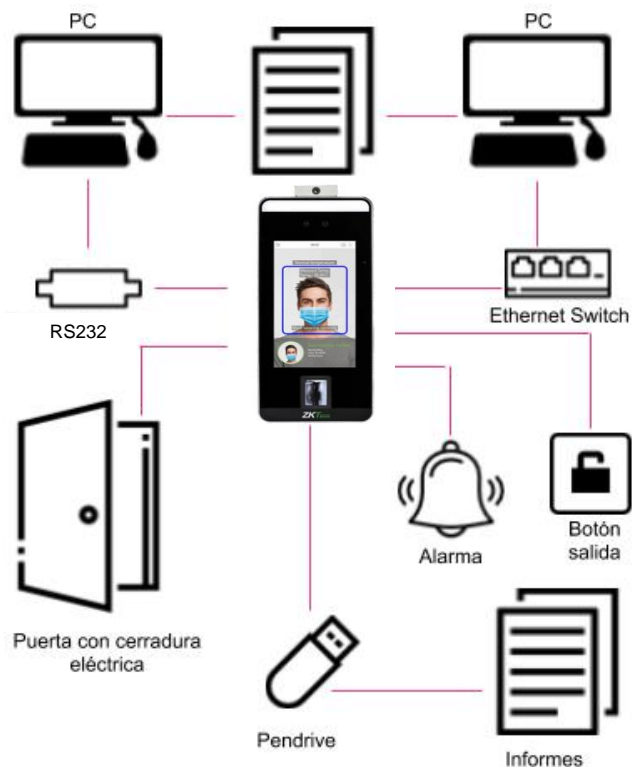 PC
PC
RS232
Ethernet Switch
ZKTeco
Alarma
Botón
salida
Puerta con cerradura
eléctrica
Pendrive
Informes